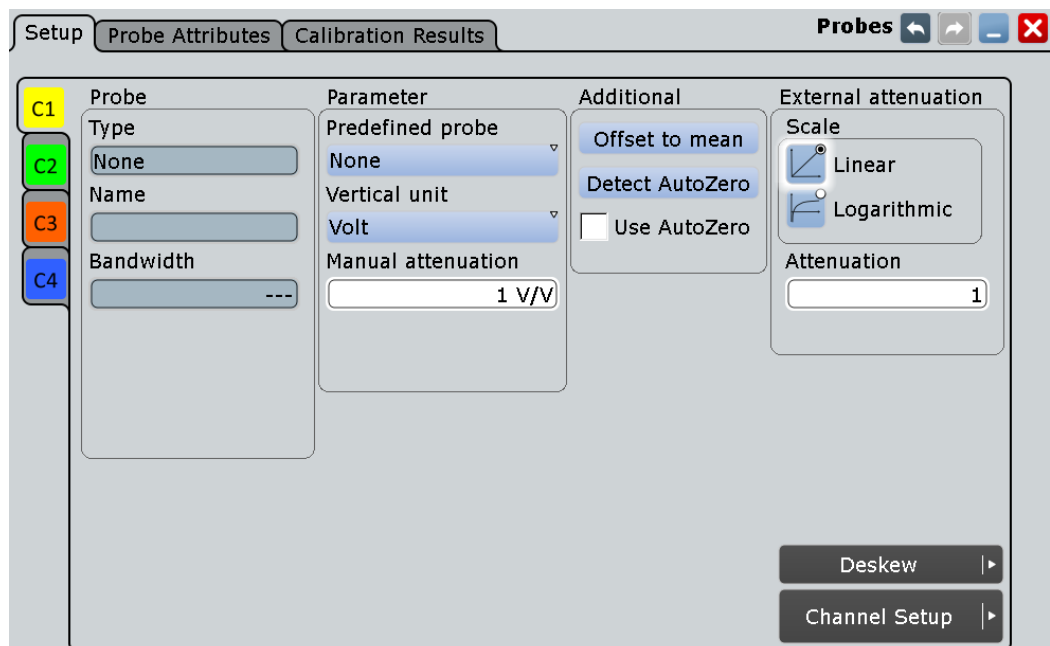 Setup Probe Attributes Calibration Results Probes
C1
C2
C3
C4
Probe
Type
None
Name
Bandwidth
---
Parameter
Predefined probe
None
Vertical unit
Volt
Manual attenuation
1 V/V
Additional
Offset to mean
Detect AutoZero
Use AutoZero
External attenuation
Scale
Linear
Logarithmic
Attenuation
1
Deskew
Channel Setup